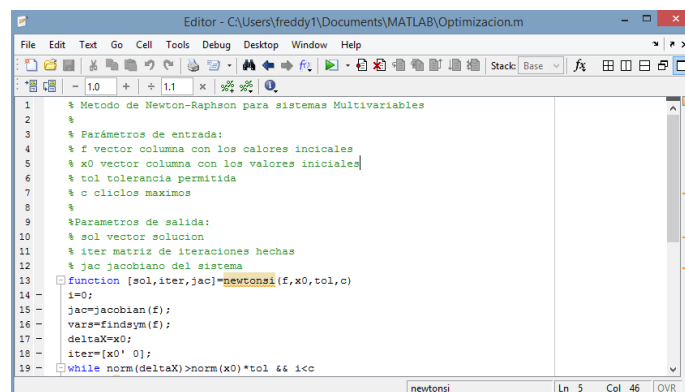 Editor - C:\Users\freddy1\Documents\MATLAB\Optimizacion.m
File Edit Text Go Cell Tools Debug Desktop Window Help
Stack: Base fx
- 1.0 + ÷ 1.1 ×
1 % Metodo de Newton-Raphson para sistemas Multivariables
2 %
3 % Parámetros de entrada:
4 % f vector columna con los calores incicales
5 % x0 vector columna con los valores iniciales
6 % tol tolerancia permitida
7 % c cliclos maximos
8 %
9 %Parametros de salida:
10 % sol vector solucion
11 % iter matriz de iteraciones hechas
12 % jac jacobiano del sistema
13 function [sol,iter,jac]=newtonsi(f,x0,tol,c)
14 - i=0;
15 - jac=jacobian(f);
16 - vars=findsym(f);
17 - deltaX=x0;
18 - iter=[x0' 0];
19 - while norm(deltaX)>norm(x0)*tol && i<c
newtonsi Ln 5 Col 46 OVR